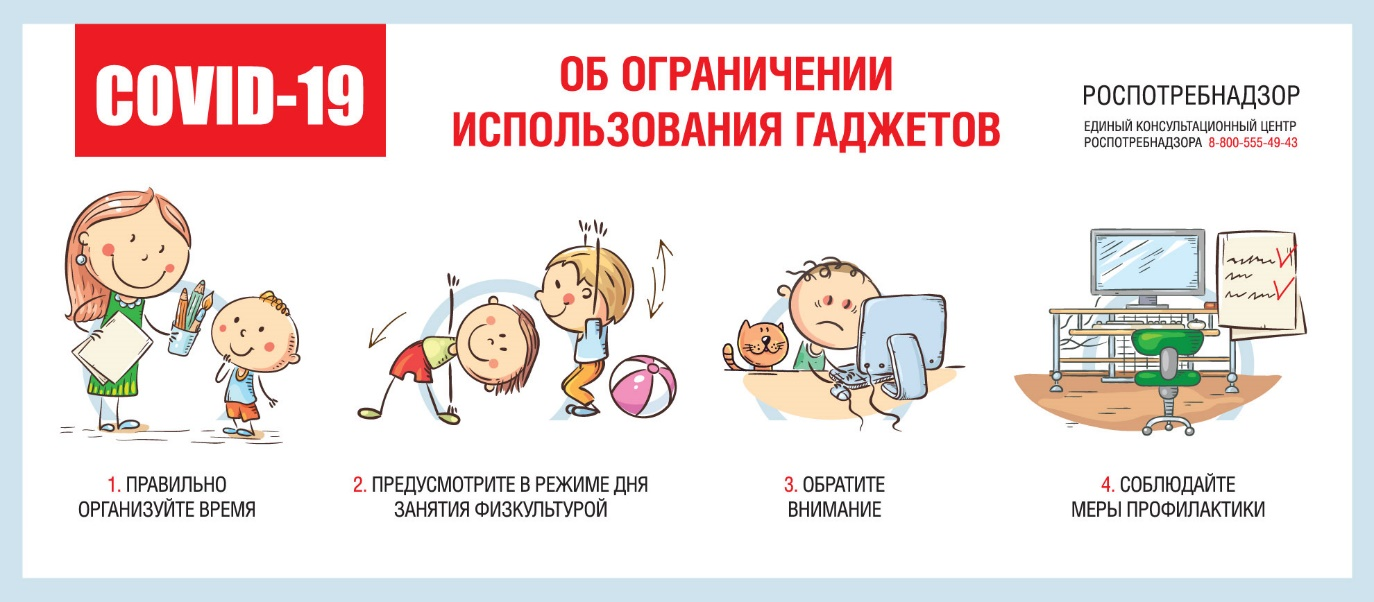 COVID-19
ОБ ОГРАНИЧЕНИИ
ИСПОЛЬЗОВАНИЯ ГАДЖЕТОВ
РОСПОТРЕБНАДЗОР
ЕДИНЫЙ КОНСУЛЬТАЦИОННЫЙ ЦЕНТР
РОСПОТРЕБНАДЗОРА 8-800-555-49-43
1. ПРАВИЛЬНО
ОРГАНИЗУЙТЕ ВРЕМЯ
2. ПРЕДУСМОТРИТЕ В РЕЖИМЕ ДНЯ
ЗАНЯТИЯ ФИЗКУЛЬТУРОЙ
3. ОБРАТИТЕ
ВНИМАНИЕ
4. СОБЛЮДАЙТЕ
МЕРЫ ПРОФИЛАКТИКИ